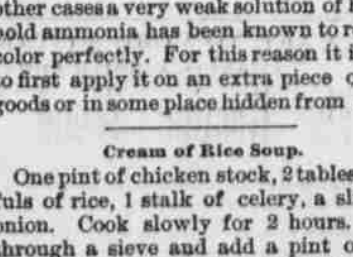 other cases a very weak solution of
hold ammonia has been known to
color perfectly. For this reason it
to first apply it on an extra piece
goods or in some place hidden from
Cream of Rice Soup.
One pint of chicken stock, 2 tables
fuls of rice, 1 stalk of celery, a sl
onion. Cook slowly for 2 hours.
through a sieve and add a pint